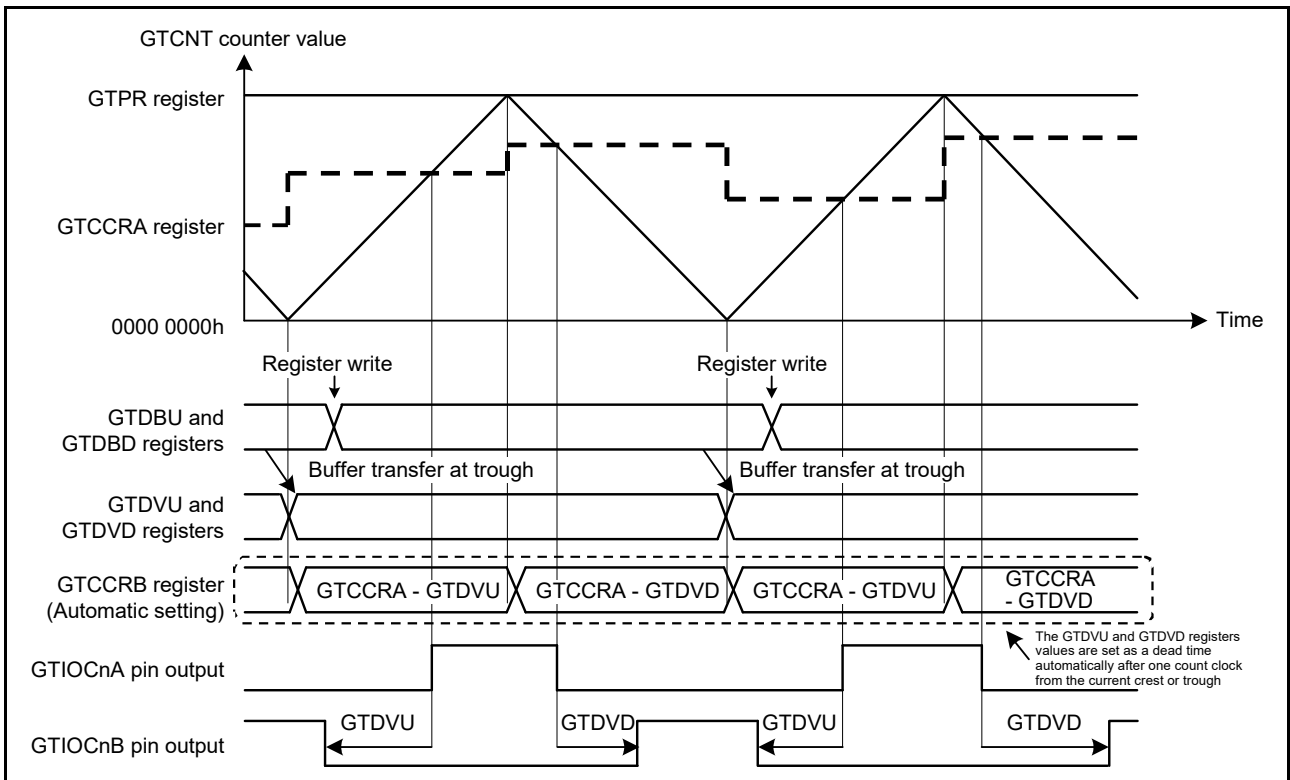 GTCNT counter value
GTPR register
GTCCRA register
0000 0000h
Time
Register write
Register write
GTDBU and
GTDBD registers
Buffer transfer at trough
Buffer transfer at trough
GTDVU and
GTDVD registers
GTCCRB register
(Automatic setting)
GTCCRA - GTDVU
GTCCRA - GTDVD
GTCCRA - GTDVU
GTCCRA
- GTDVD
The GTDVU and GTDVD registers
values are set as a dead time
automatically after one count clock
from the current crest or trough
GTIOCnA pin output
GTDVU
GTDVD
GTDVU
GTDVD
GTIOCnB pin output